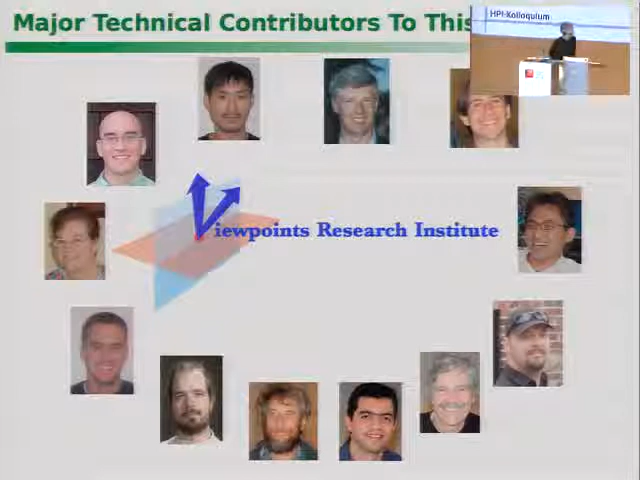 Major Technical Contributors To This
HPI-Kolloquium
Viewpoints Research Institute